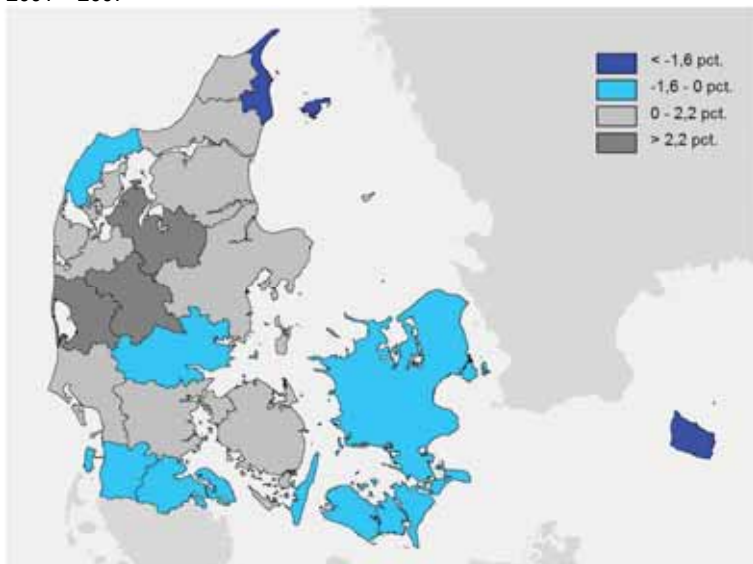 < -1,6 pct.
-1,6 - 0 pct.
0 - 2,2 pct.
> 2,2 pct.